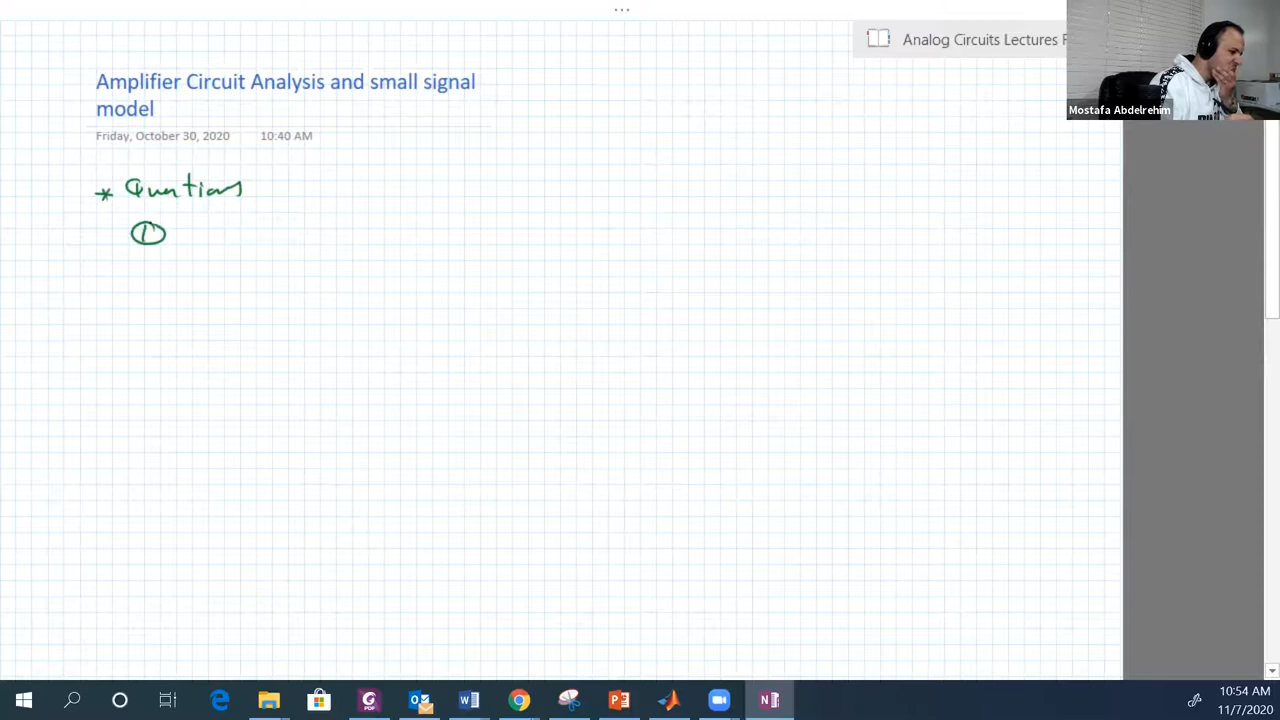 ...
Analog Circuits Lectures F
Mostafa Abdelrehim
Amplifier Circuit Analysis and small signal
model
Friday, October 30, 2020 10:40 AM
* Questions
①
10:54 AM
11/7/2020